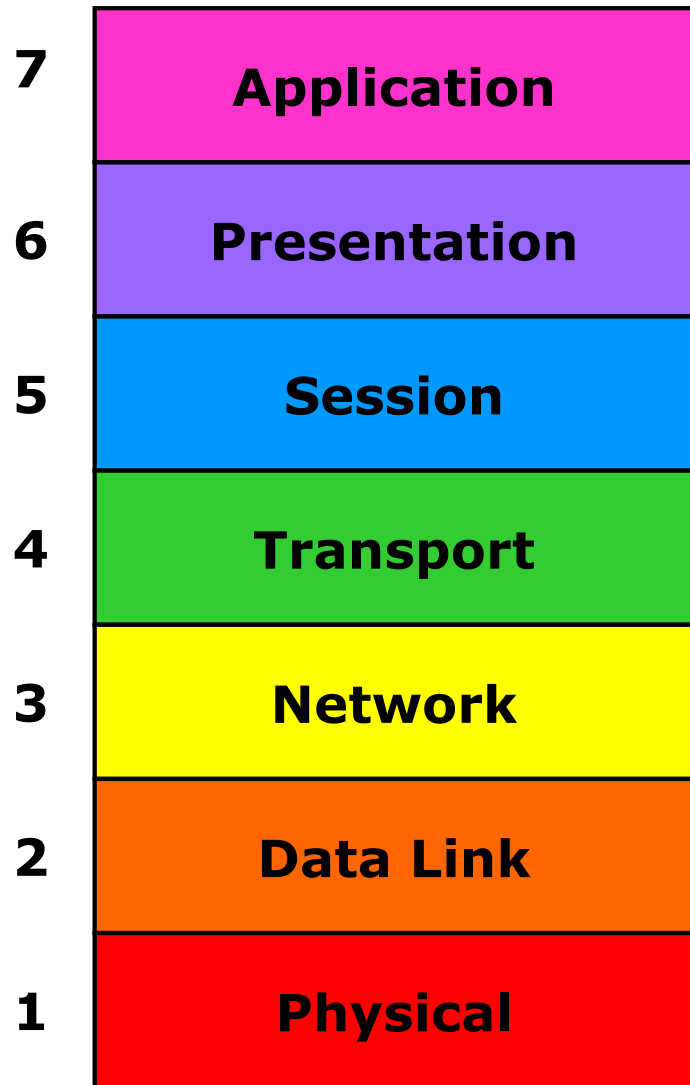 7 Application
6 Presentation
5 Session
4 Transport
3 Network
2 Data Link
1 Physical